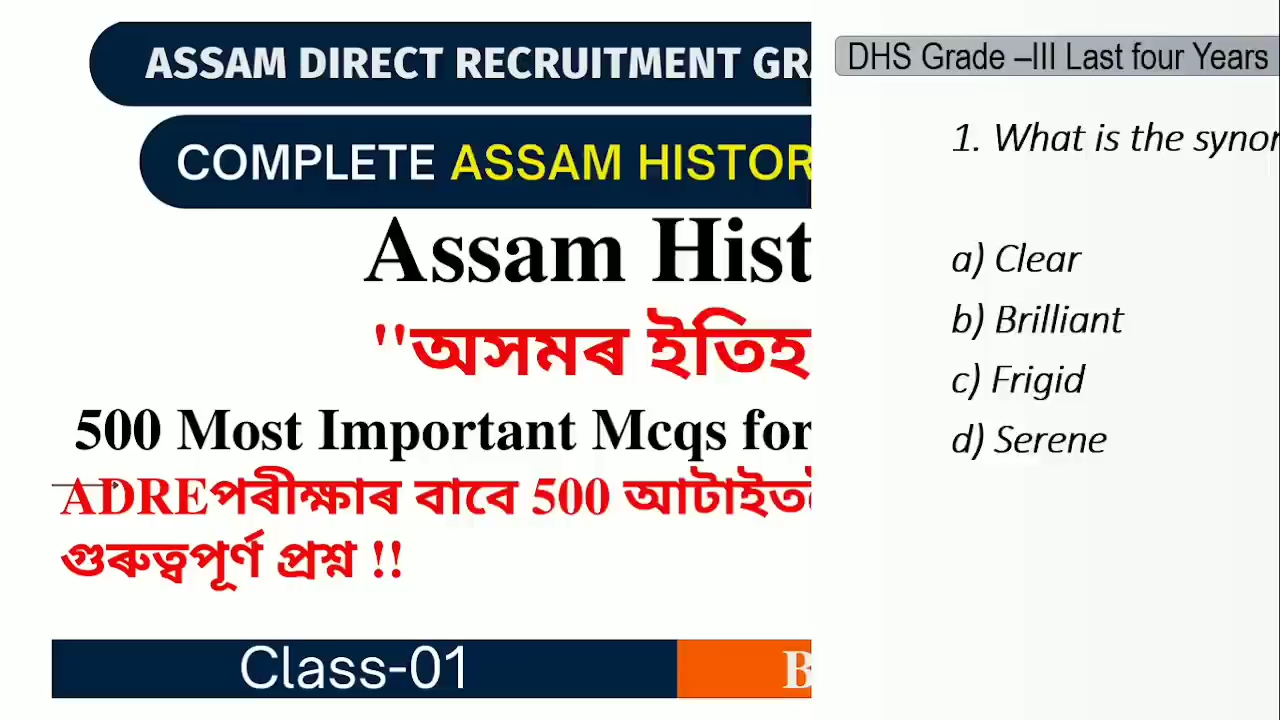 ASSAM DIRECT RECRUITMENT GR
COMPLETE ASSAM HISTOR
Assam Hist
"অসমৰ ইতিহ
500 Most Important Mcqs for
ADREপৰীক্ষাৰ বাবে 500 আটাইত
গুৰুত্বপূৰ্ণ প্ৰশ্ন !!
Class-01
B
DHS Grade –III Last four Years
1. What is the synor
a) Clear
b) Brilliant
c) Frigid
d) Serene